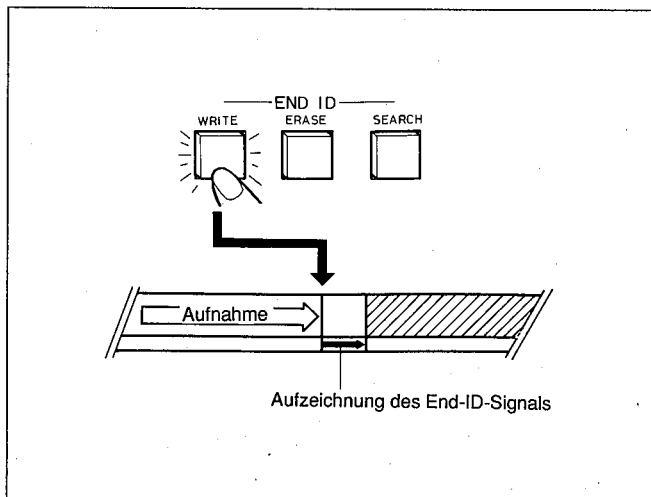 END ID
WRITE ERASE SEARCH
Aufnahme
Aufzeichnung des End-ID-Signals